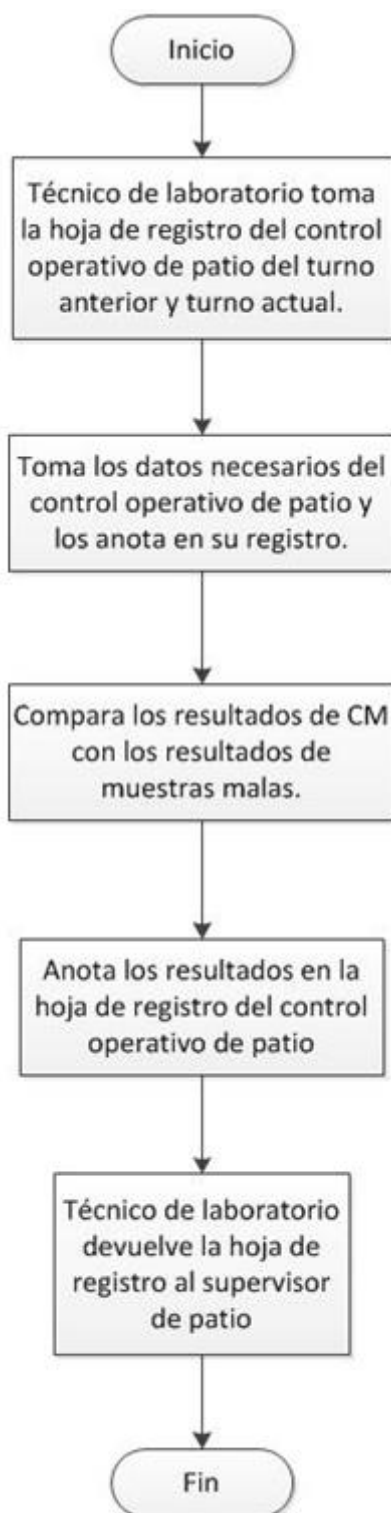 Inicio
Técnico de laboratorio toma
la hoja de registro del control
operativo de patio del turno
anterior y turno actual.
Toma los datos necesarios del
control operativo de patio y
los anota en su registro.
Compara los resultados de CM
con los resultados de
muestras malas.
Anota los resultados en la
hoja de registro del control
operativo de patio
Técnico de laboratorio
devuelve la hoja de
registro al supervisor
de patio
Fin